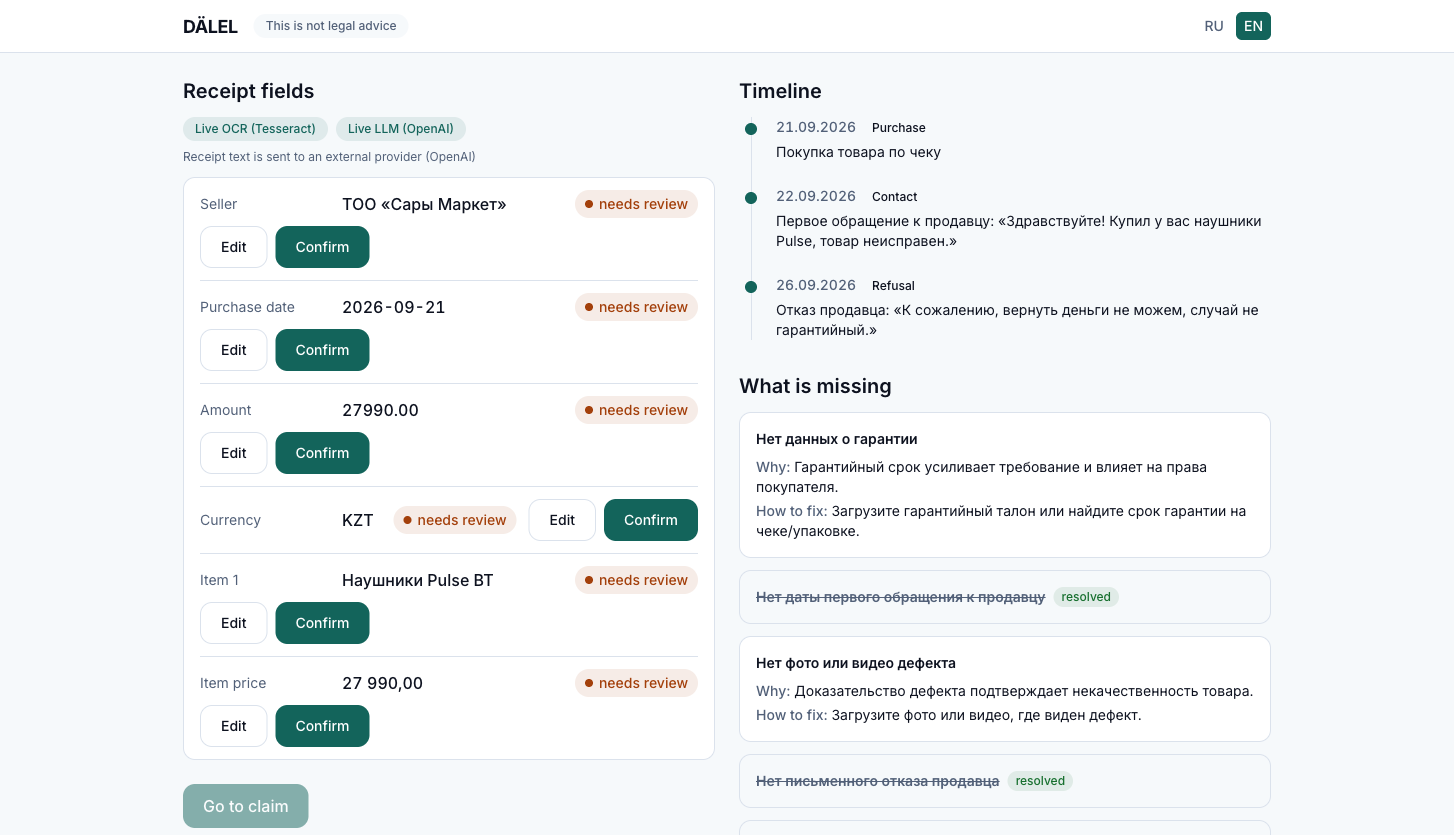 DÄLEL
This is not legal advice
RU
EN
Receipt fields
Live OCR (Tesseract)
Live LLM (OpenAI)
Receipt text is sent to an external provider (OpenAI)
Seller
ТОО «Сары Маркет»
needs review
Edit
Confirm
Purchase date
2026-09-21
needs review
Edit
Confirm
Amount
27990.00
needs review
Edit
Confirm
Currency
KZT
needs review
Edit
Confirm
Item 1
Наушники Pulse BT
needs review
Edit
Confirm
Item price
27 990,00
needs review
Edit
Confirm
Go to claim
Timeline
21.09.2026 Purchase
Покупка товара по чеку
22.09.2026 Contact
Первое обращение к продавцу: «Здравствуйте! Купил у вас наушники
Pulse, товар неисправен.»
26.09.2026 Refusal
Отказ продавца: «К сожалению, вернуть деньги не можем, случай не
гарантийный.»
What is missing
Нет данных о гарантии
Why: Гарантийный срок усиливает требование и влияет на права
покупателя.
How to fix: Загрузите гарантийный талон или найдите срок гарантии на
чеке/упаковке.
Нет даты первого обращения к продавцу resolved
Нет фото или видео дефекта
Why: Доказательство дефекта подтверждает некачественность товара.
How to fix: Загрузите фото или видео, где виден дефект.
Нет письменного отказа продавца resolved